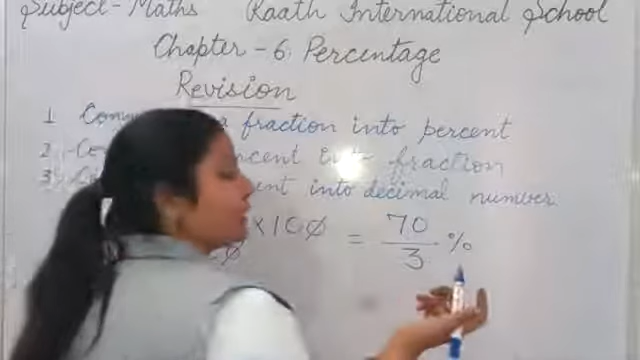 Subject-Maths Raath International School
Chapter-6 Percentage
Revision
1 a fraction into percent
2 percent into fraction
3 into decimal number
×100 = 70/3 %